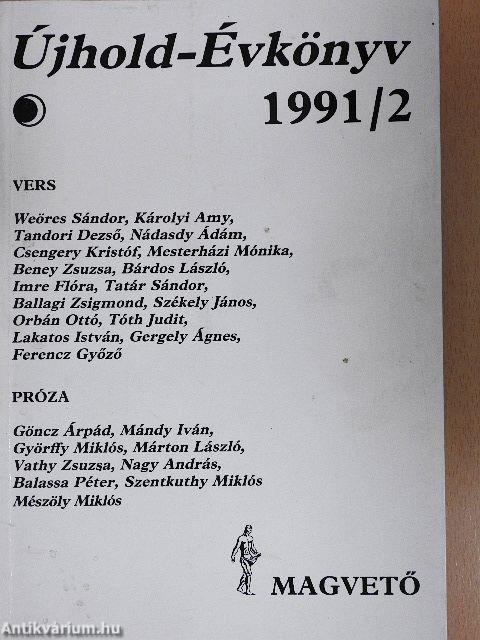 Újhold-Évkönyv
1991/2
VERS
Weöres Sándor, Károlyi Amy,
Tandori Dezső, Nádasdy Ádám,
Csengery Kristóf, Mesterházi Mónika,
Beney Zsuzsa, Bárdos László,
Imre Flóra, Tatár Sándor,
Ballagi Zsigmond, Székely János,
Orbán Ottó, Tóth Judit,
Lakatos István, Gergely Ágnes,
Ferencz Győző
PRÓZA
Göncz Árpád, Mándy Iván,
Györffy Miklós, Márton László,
Vathy Zsuzsa, Nagy András,
Balassa Péter, Szentkuthy Miklós
Mészöly Miklós
MAGVETŐ
Antikvárium.hu